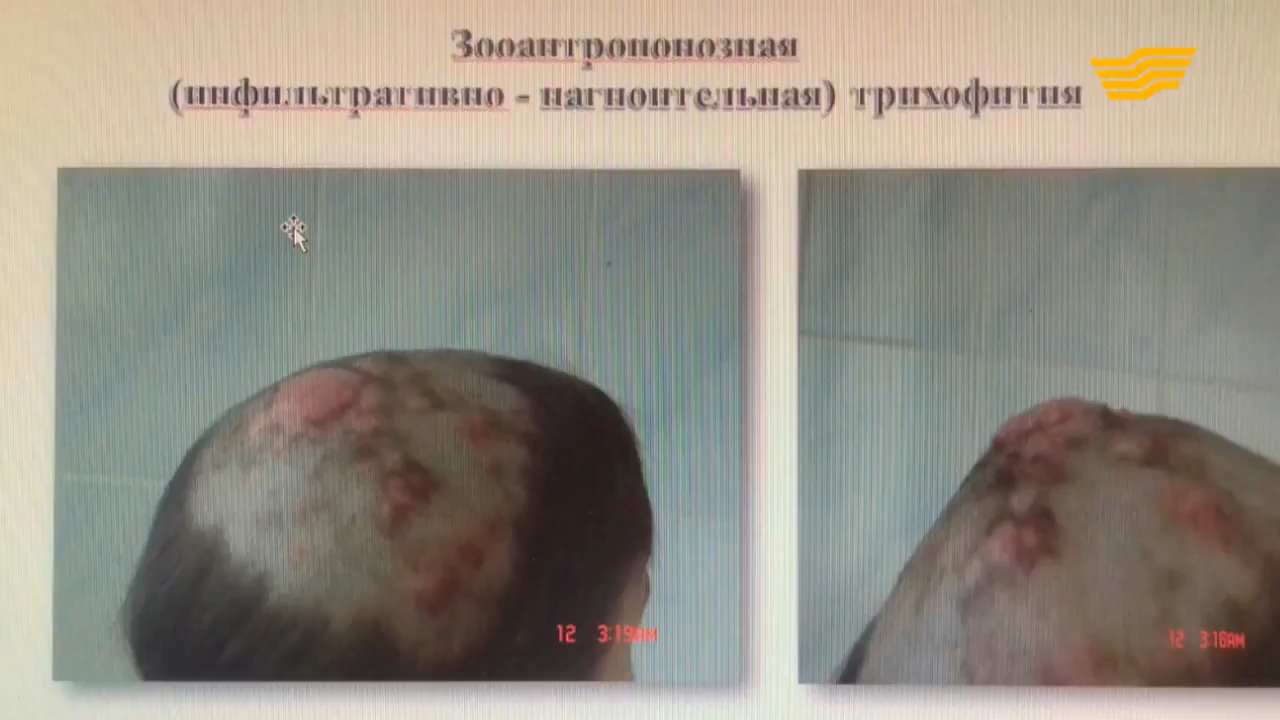 Зооантропонозная
(инфильтративно - нагноительная) трихофития
12 3:19AM
12 3:18AM